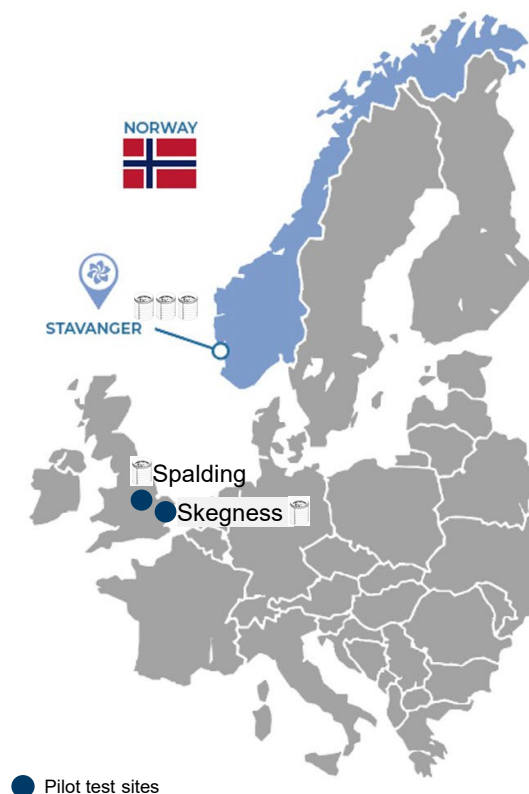 NORWAY
STAVANGER
Spalding
Skegness
Pilot test sites